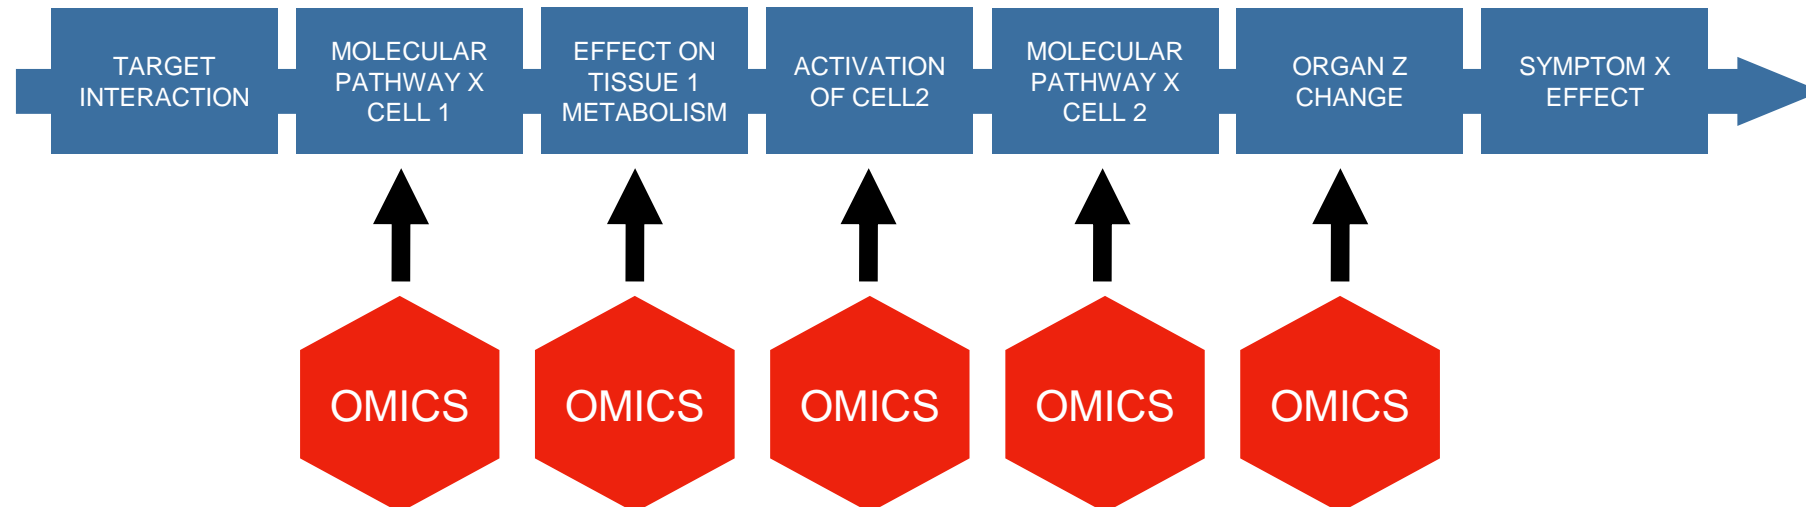 TARGET
INTERACTION
MOLECULAR
PATHWAY X
CELL 1
EFFECT ON
TISSUE 1
METABOLISM
ACTIVATION
OF CELL2
MOLECULAR
PATHWAY X
CELL 2
ORGAN Z
CHANGE
SYMPTOM X
EFFECT
OMICS
OMICS
OMICS
OMICS
OMICS